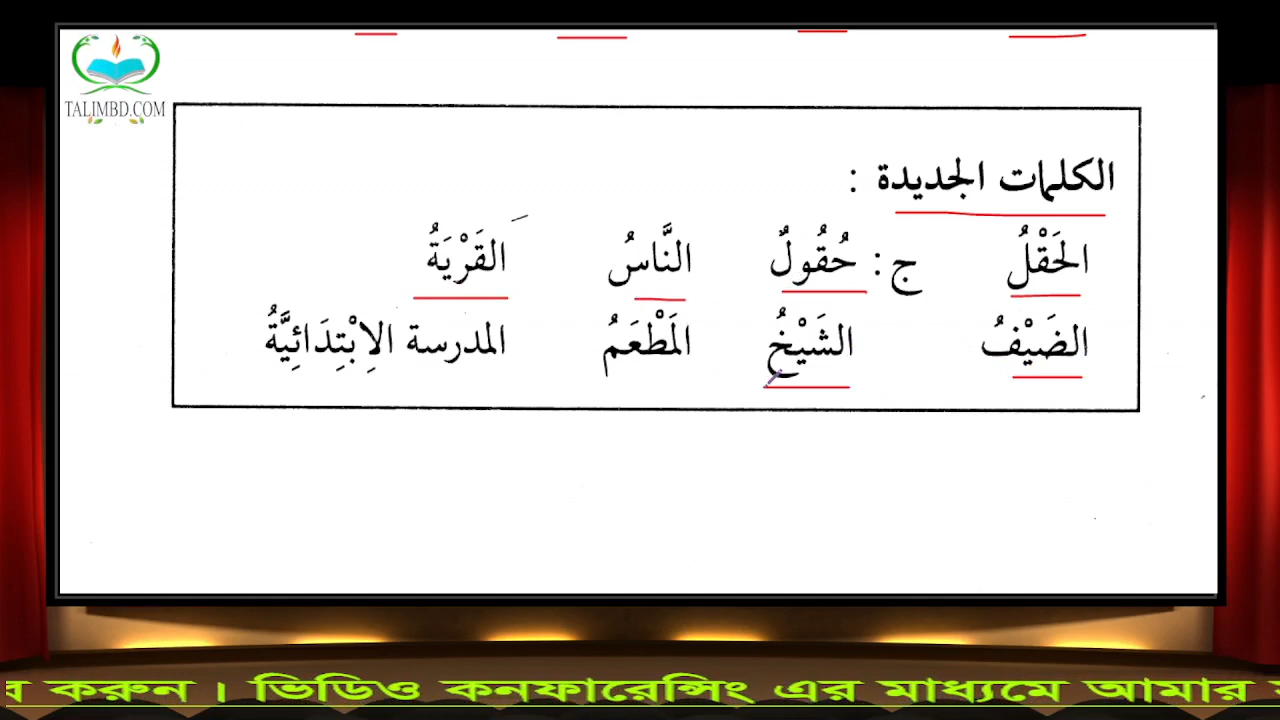 TALIMBD.COM
الكلمات الجديدة :
الحَقْلُ ج : حُقُولٌ النَّاسُ القَرْيَةُ
الضَيْفُ الشَيْخُ المَطْعَمُ المدرسة الاِبْتِدَائِيَّةُ
করুন । ভিডিও কনফারেন্সিং এর মাধ্যমে আমার